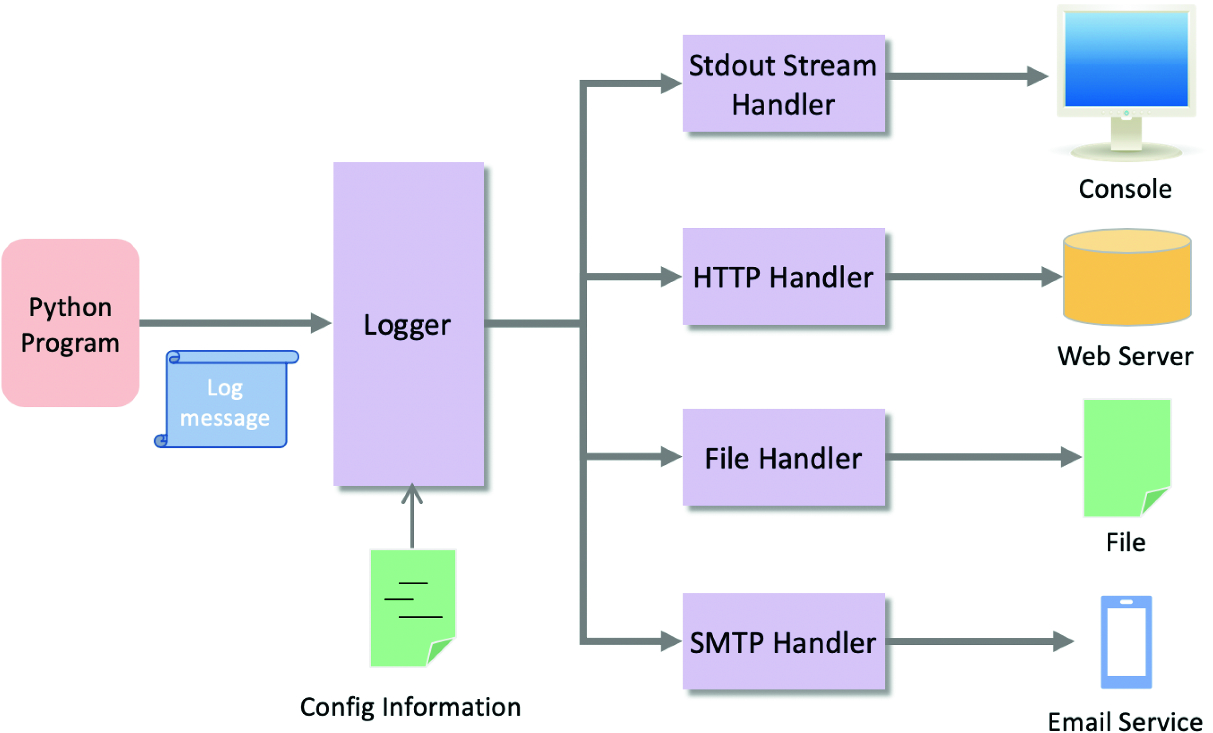 Python
Program
Log
message
Logger
Config Information
Stdout Stream
Handler
Console
HTTP Handler
Web Server
File Handler
File
SMTP Handler
Email Service